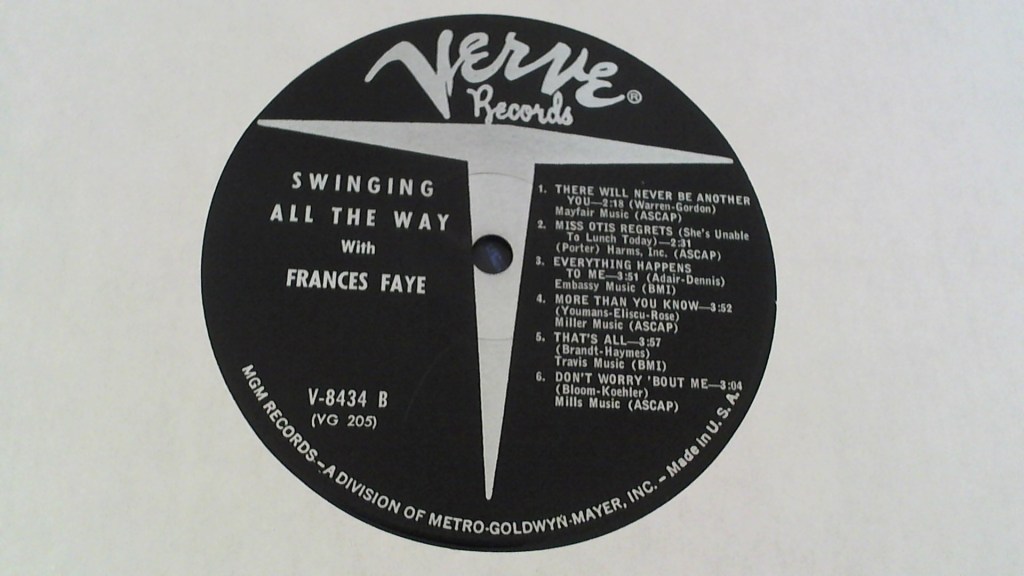 Verve®
Records
SWINGING
ALL THE WAY
With
FRANCES FAYE
1. THERE WILL NEVER BE ANOTHER
YOU—2:18 (Warren-Gordon)
Mayfair Music (ASCAP)
2. MISS OTIS REGRETS (She's Unable
To Lunch Today)—2:31
(Porter) Harms, Inc. (ASCAP)
3. EVERYTHING HAPPENS
TO ME—3:51 (Adair-Dennis)
Embassy Music (BMI)
4. MORE THAN YOU KNOW—3:52
(Youmans-Eliscu-Rose)
Miller Music (ASCAP)
5. THAT'S ALL—3:57
(Brandt-Haymes)
Travis Music (BMI)
6. DON'T WORRY 'BOUT ME—3:04
(Bloom-Koehler)
Mills Music (ASCAP)
V-8434 B
(VG 205)
MGM RECORDS—A DIVISION OF METRO-GOLDWYN-MAYER, INC.—Made in U. S. A.